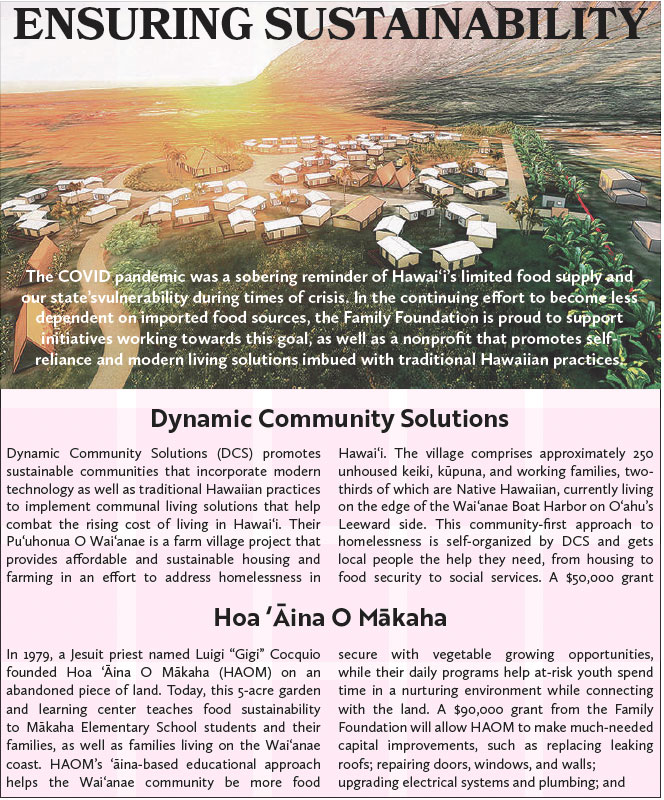 ENSURING SUSTAINABILITY
The COVID pandemic was a sobering reminder of Hawaiʻi's limited food supply and
our state'svulnerability during times of crisis. In the continuing effort to become less
dependent on imported food sources, the Family Foundation is proud to support
initiatives working towards this goal, as well as a nonprofit that promotes self-
reliance and modern living solutions imbued with traditional Hawaiian practices.
Dynamic Community Solutions
Dynamic Community Solutions (DCS) promotes
sustainable communities that incorporate modern
technology as well as traditional Hawaiian practices
to implement communal living solutions that help
combat the rising cost of living in Hawaiʻi. Their
Puʻuhonua O Waiʻanae is a farm village project that
provides affordable and sustainable housing and
farming in an effort to address homelessness in
Hawaiʻi. The village comprises approximately 250
unhoused keiki, kūpuna, and working families, two-
thirds of which are Native Hawaiian, currently living
on the edge of the Waiʻanae Boat Harbor on Oʻahu's
Leeward side. This community-first approach to
homelessness is self-organized by DCS and gets
local people the help they need, from housing to
food security to social services. A $50,000 grant
Hoa ʻĀina O Mākaha
In 1979, a Jesuit priest named Luigi “Gigi” Cocquio
founded Hoa ʻĀina O Mākaha (HAOM) on an
abandoned piece of land. Today, this 5-acre garden
and learning center teaches food sustainability
to Mākaha Elementary School students and their
families, as well as families living on the Waiʻanae
coast. HAOM's ʻāina-based educational approach
helps the Waiʻanae community be more food
secure with vegetable growing opportunities,
while their daily programs help at-risk youth spend
time in a nurturing environment while connecting
with the land. A $90,000 grant from the Family
Foundation will allow HAOM to make much-needed
capital improvements, such as replacing leaking
roofs; repairing doors, windows, and walls;
upgrading electrical systems and plumbing; and